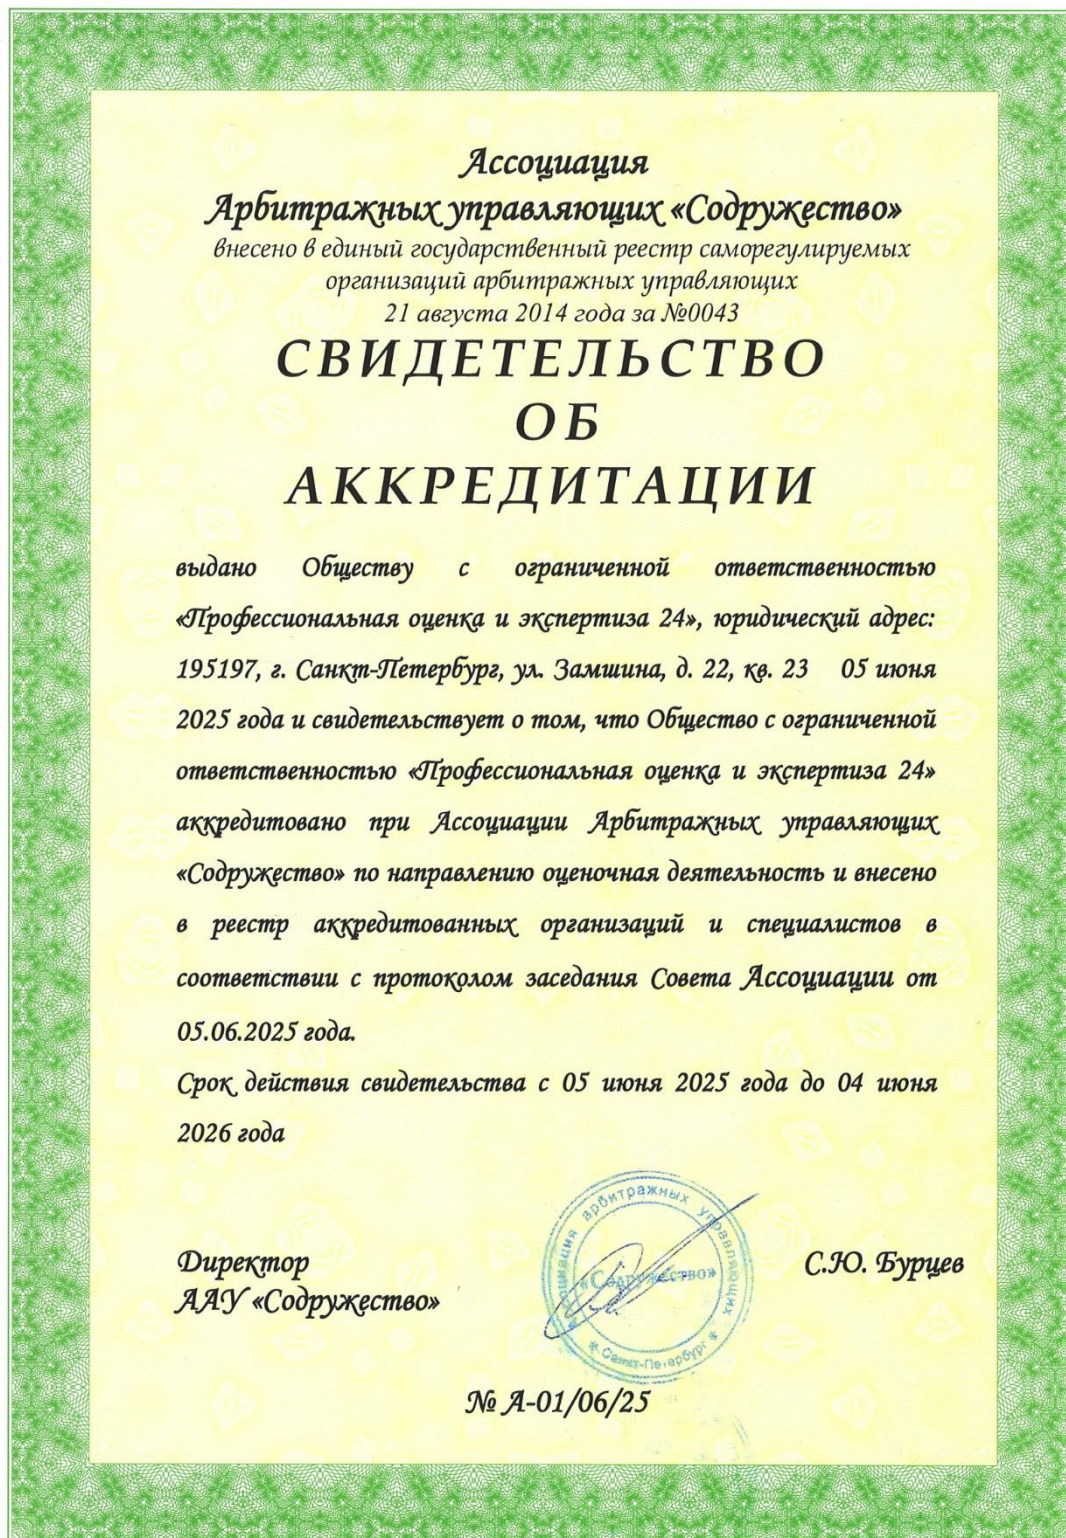 Ассоциация
Арбитражных управляющих «Содружество»
внесено в единый государственный реестр саморегулируемых
организаций арбитражных управляющих
21 августа 2014 года за №0043
СВИДЕТЕЛЬСТВО
ОБ
АККРЕДИТАЦИИ
выдано Обществу с ограниченной ответственностью
«Профессиональная оценка и экспертиза 24», юридический адрес:
195197, г. Санкт-Петербург, ул. Замшина, д. 22, кв. 23 05 июня
2025 года и свидетельствует о том, что Общество с ограниченной
ответственностью «Профессиональная оценка и экспертиза 24»
аккредитовано при Ассоциации Арбитражных управляющих
«Содружество» по направлению оценочная деятельность и внесено
в реестр аккредитованных организаций и специалистов в
соответствии с протоколом заседания Совета Ассоциации от
05.06.2025 года.
Срок действия свидетельства с 05 июня 2025 года до 04 июня
2026 года
Ассоциация арбитражных управляющих
«Содружество»
* Санкт-Петербург *
Директор
С.Ю. Бурцев
ААУ «Содружество»
№ А-01/06/25